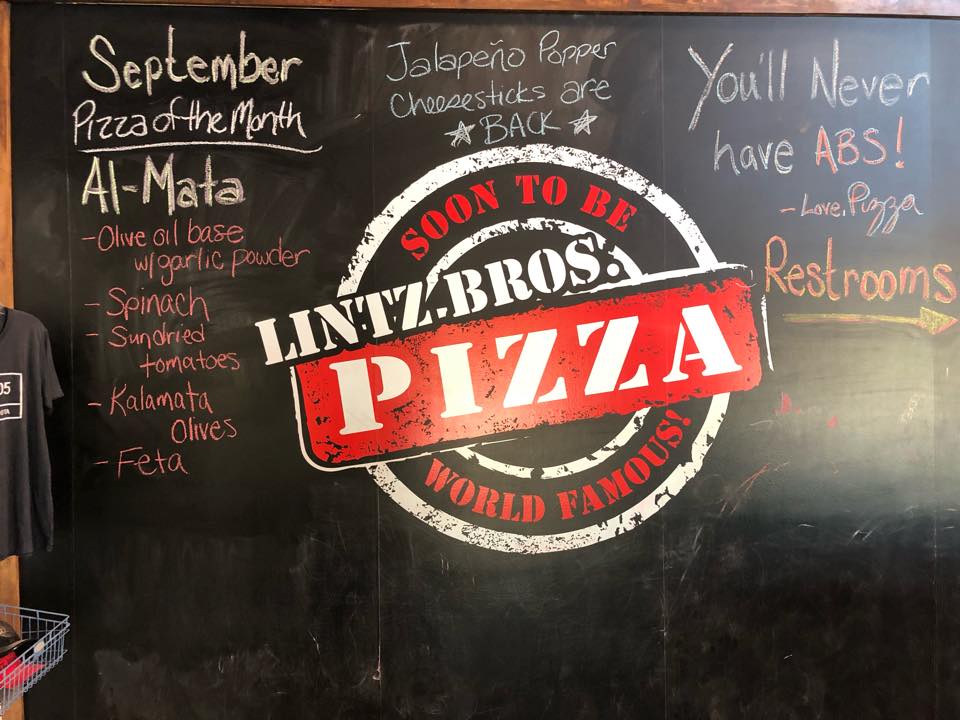 September
Pizza of the Month
Al-Mata
-Olive oil base
w/garlic powder
- Spinach
- Sundried
tomatoes
- Kalamata
Olives
- Feta
Jalapeño Popper
Cheesesticks are
BACK
SOON TO BE
LINTZ BROS.
PIZZA
WORLD FAMOUS!
You'll Never
have ABS!
- Love, Pizza
Restrooms